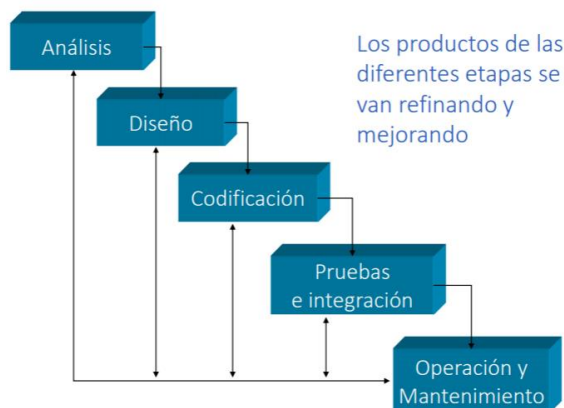 Análisis
Los productos de las
diferentes etapas se
van refinando y
mejorando
Diseño
Codificación
Pruebas
e integración
Operación y
Mantenimiento